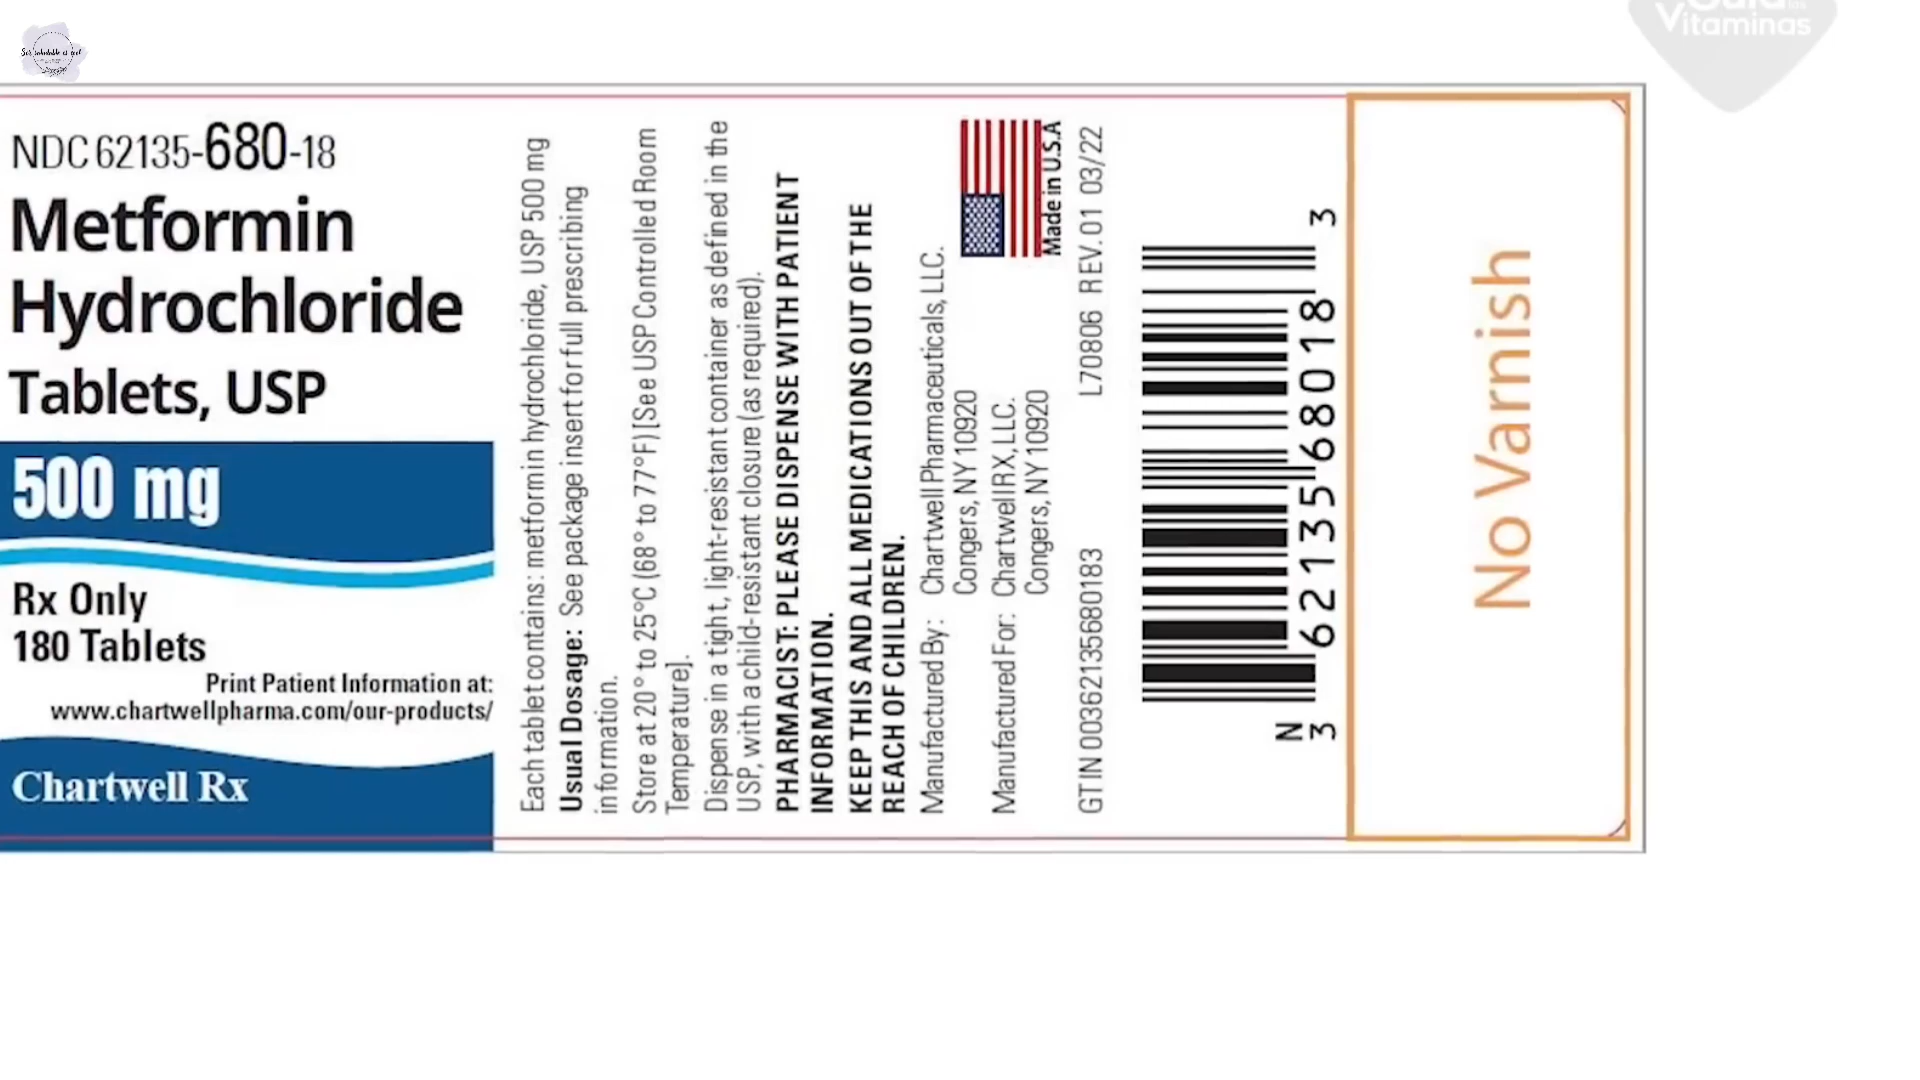 Ser saludable es cool
Vitaminas
NDC 62135-680-18
Metformin
Hydrochloride
Tablets, USP
500 mg
Rx Only
180 Tablets
Print Patient Information at:
www.chartwellpharma.com/our-products/
Chartwell Rx
Each tablet contains: metformin hydrochloride, USP 500 mg
Usual Dosage: See package insert for full prescribing
information.
Store at 20° to 25°C (68° to 77°F) [See USP Controlled Room
Temperature].
Dispense in a tight, light-resistant container as defined in the
USP, with a child-resistant closure (as required).
PHARMACIST: PLEASE DISPENSE WITH PATIENT
INFORMATION.
KEEP THIS AND ALL MEDICATIONS OUT OF THE
REACH OF CHILDREN.
Manufactured By: Chartwell Pharmaceuticals, LLC.
Congers, NY 10920
Manufactured For: Chartwell RX, LLC.
Congers, NY 10920
Made in U.S.A
GTIN 00362135680183
L70806 REV. 01 03/22
N
3 62135 68018 3
No Varnish